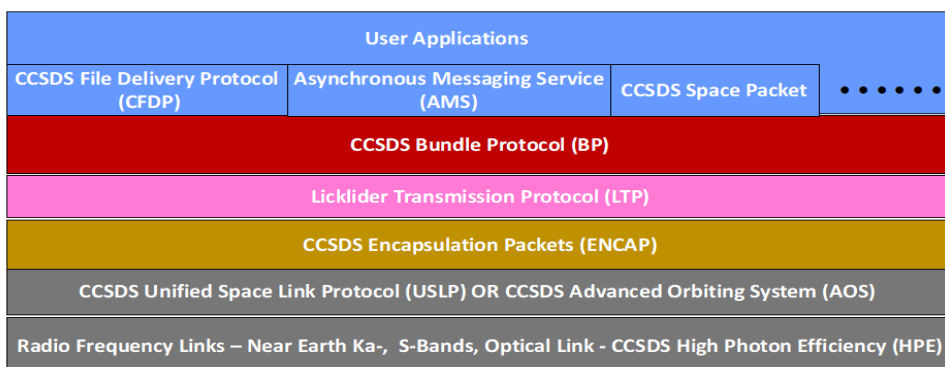 User Applications
CCSDS File Delivery Protocol
(CFDP)
Asynchronous Messaging Service
(AMS)
CCSDS Space Packet
• • • • • •
CCSDS Bundle Protocol (BP)
Licklider Transmission Protocol (LTP)
CCSDS Encapsulation Packets (ENCAP)
CCSDS Unified Space Link Protocol (USLP) OR CCSDS Advanced Orbiting System (AOS)
Radio Frequency Links – Near Earth Ka-, S-Bands, Optical Link - CCSDS High Photon Efficiency (HPE)